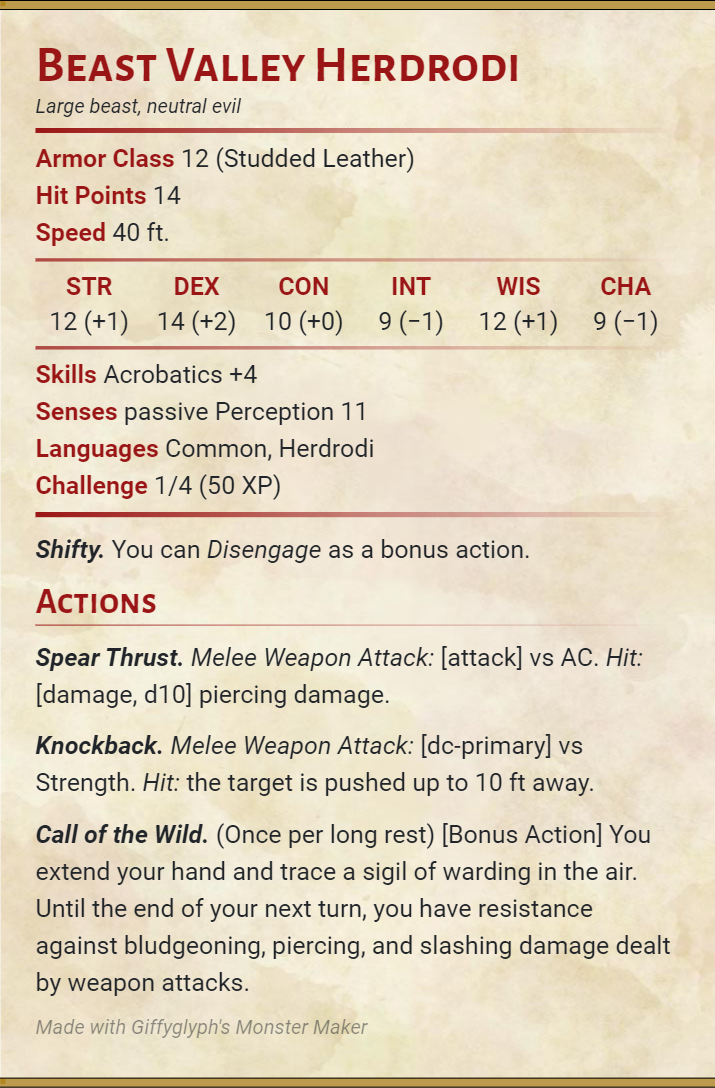 Beast Valley Herdrodi
Large beast, neutral evil
Armor Class 12 (Studded Leather)
Hit Points 14
Speed 40 ft.
STR DEX CON INT WIS CHA
12 (+1) 14 (+2) 10 (+0) 9 (−1) 12 (+1) 9 (−1)
Skills Acrobatics +4
Senses passive Perception 11
Languages Common, Herdrodi
Challenge 1/4 (50 XP)
Shifty. You can Disengage as a bonus action.
Actions
Spear Thrust. Melee Weapon Attack: [attack] vs AC. Hit:
[damage, d10] piercing damage.
Knockback. Melee Weapon Attack: [dc-primary] vs
Strength. Hit: the target is pushed up to 10 ft away.
Call of the Wild. (Once per long rest) [Bonus Action] You
extend your hand and trace a sigil of warding in the air.
Until the end of your next turn, you have resistance
against bludgeoning, piercing, and slashing damage dealt
by weapon attacks.
Made with Giffyglyph's Monster Maker